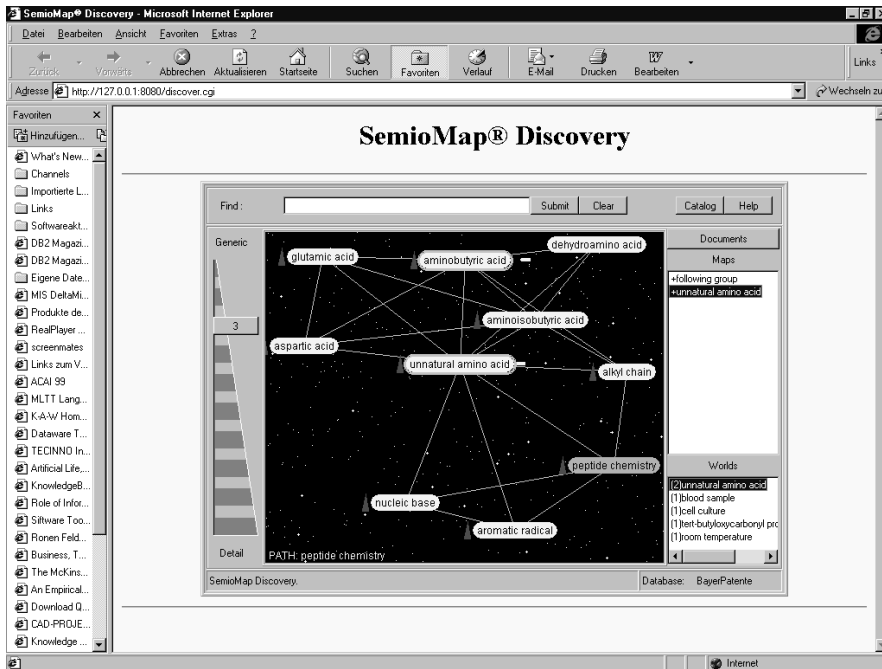 SemioMap® Discovery - Microsoft Internet Explorer
Datei Bearbeiten Ansicht Favoriten Extras ?
Zurück Vorwärts Abbrechen Aktualisieren Startseite Suchen Favoriten Verlauf E-Mail Drucken Bearbeiten Links
Adresse http://127.0.0.1:8080/discover.cgi Wechseln zu
Favoriten
Hinzufügen...
What's New...
Channels
Importierte L...
Links
Softwareakt...
DB2 Magazi...
DB2 Magazi...
Eigene Date...
MIS DeltaMi...
Produkte de...
RealPlayer ...
screenmates
Links zum V...
ACAI 99
MLTT Lang...
K-A-W Hom...
Dataware T...
TECINNO In...
Artificial Life,...
KnowledgeB...
Role of Infor...
Siftware Too...
Ronen Feld...
Business, T...
The McKins...
An Empirical...
Download Q...
CAD-PROJE...
Knowledge ...
SemioMap® Discovery
Find : Submit Clear Catalog Help
Generic
3
Detail
dehydroamino acid
glutamic acid
aminobutyric acid
aminoisobutyric acid
aspartic acid
unnatural amino acid
alkyl chain
peptide chemistry
nucleic base
aromatic radical
PATH: peptide chemistry
Documents
Maps
+following group
+unnatural amino acid
Worlds
(2)unnatural amino acid
(1)blood sample
(1)cell culture
(1)tert-butyloxycarbonyl pro
(1)room temperature
SemioMap Discovery. Database: BayerPatente
Internet